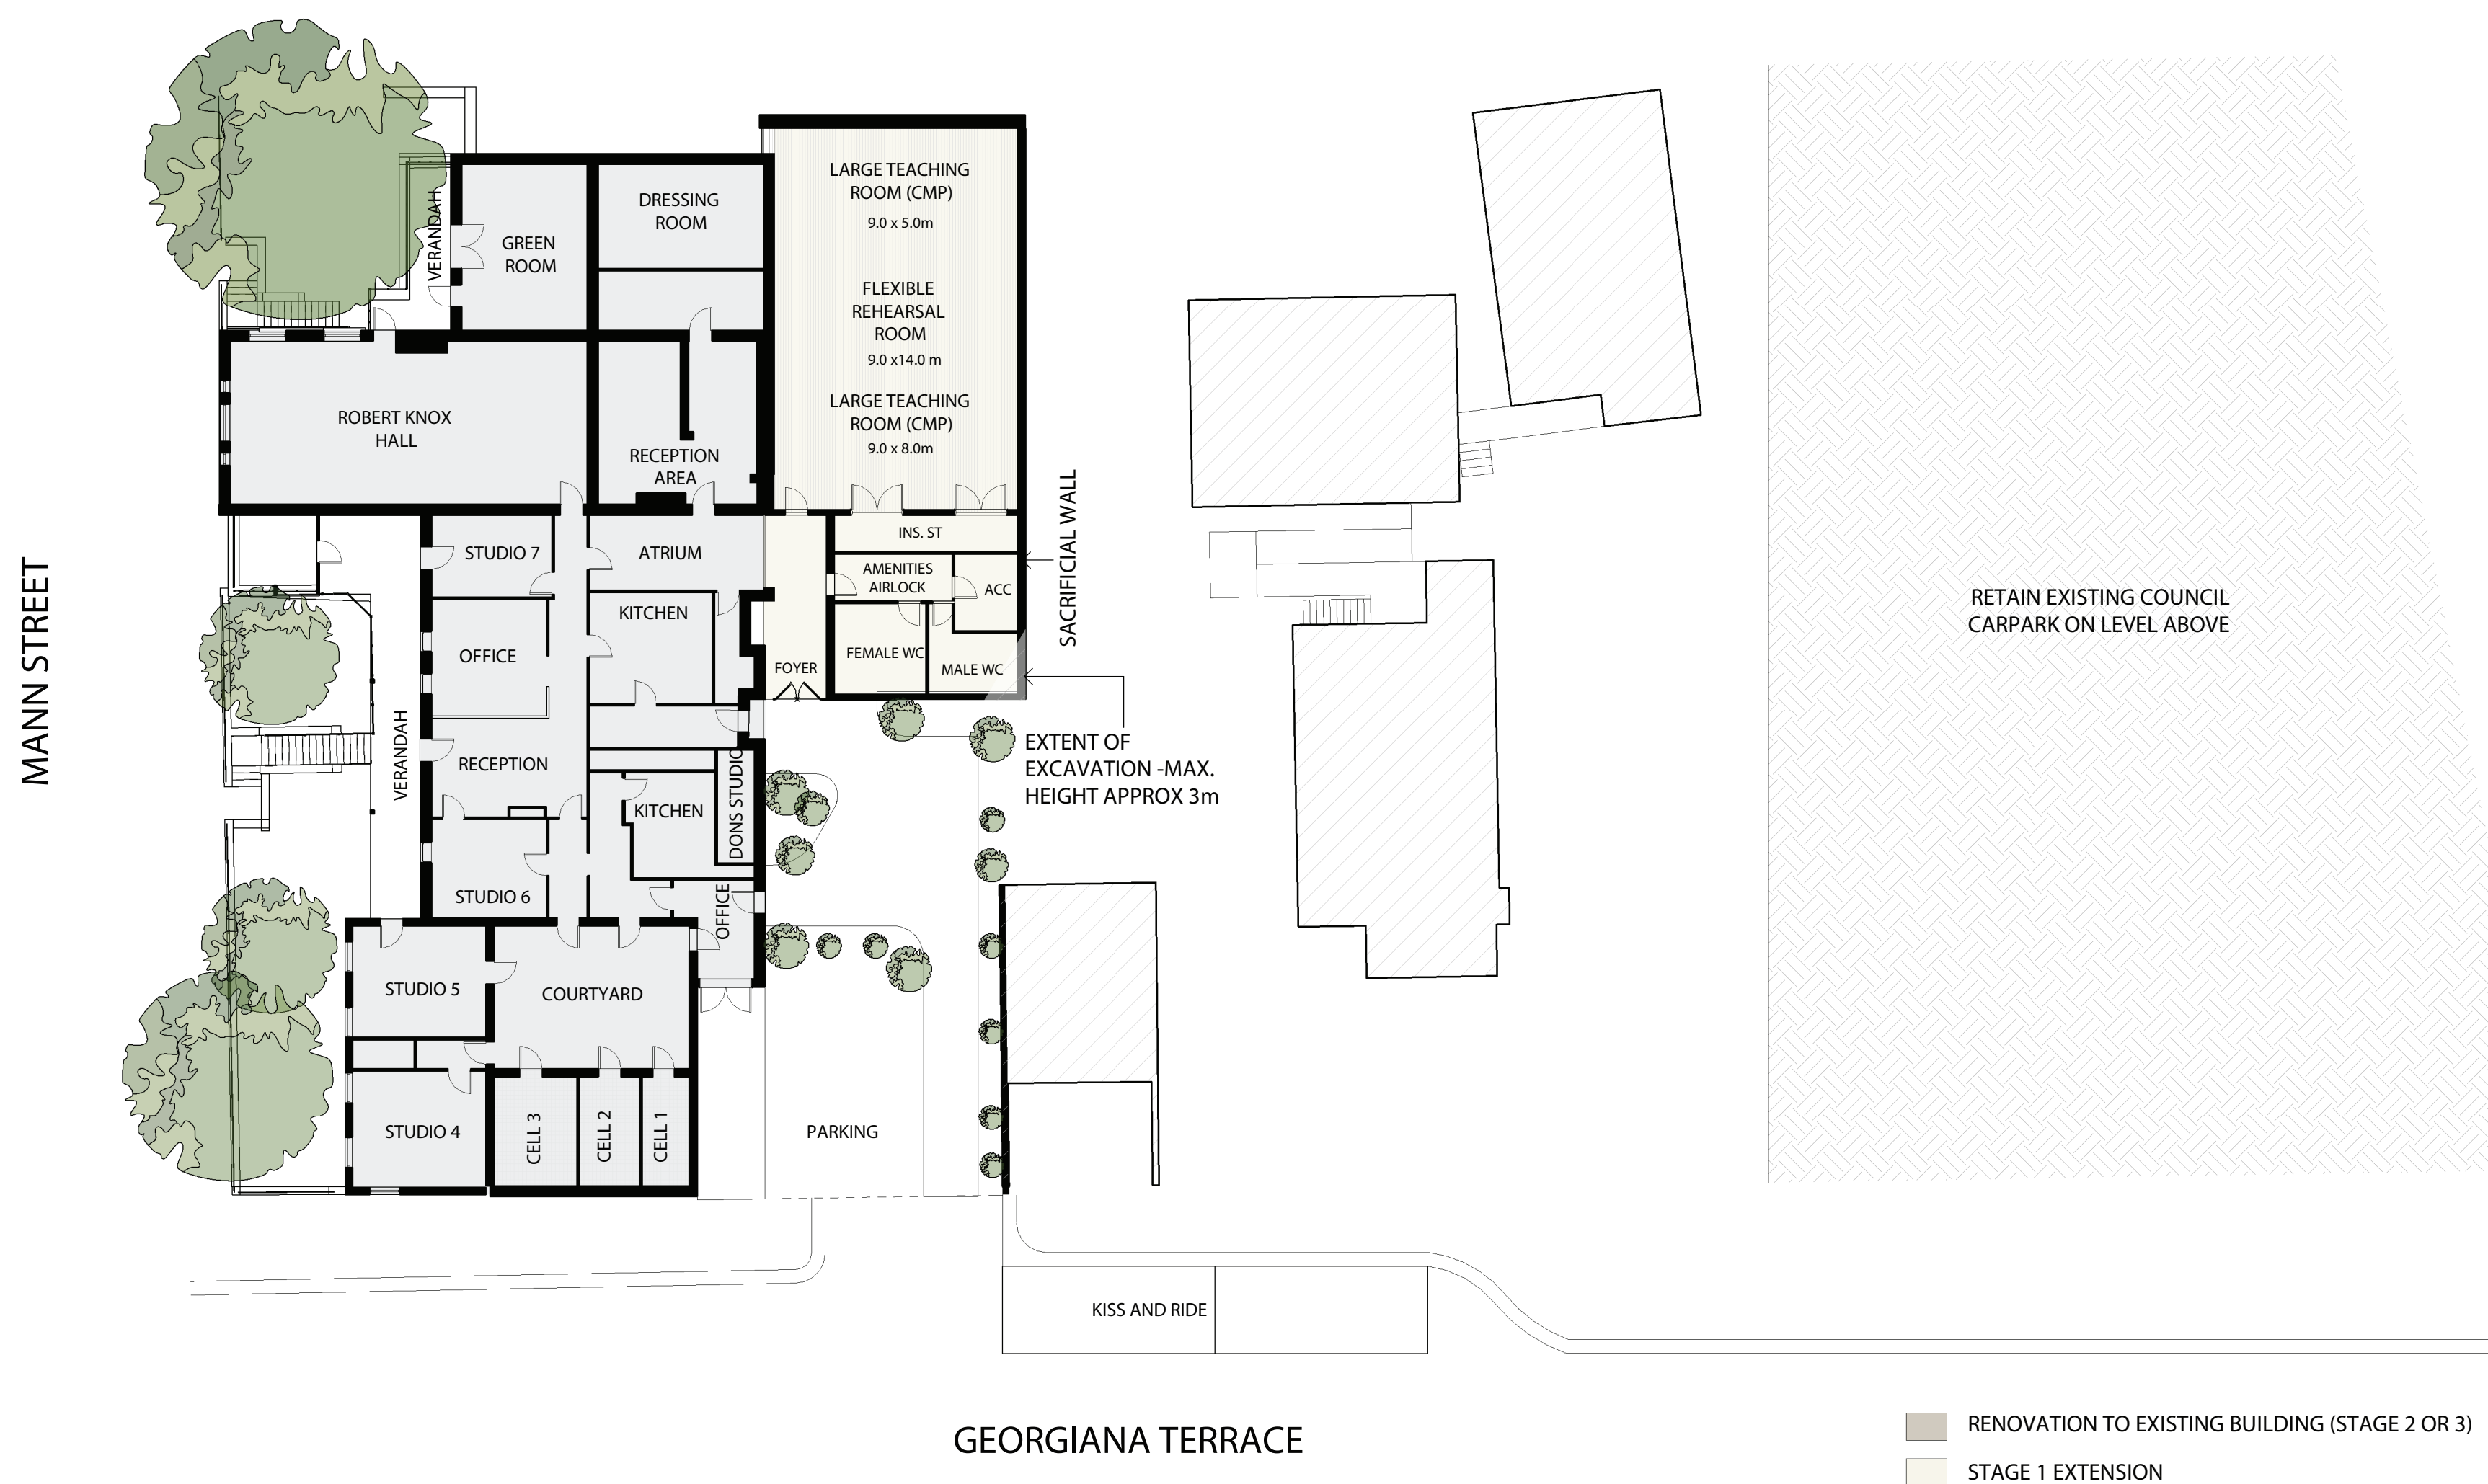 LARGE TEACHING
ROOM (CMP)
9.0 x 5.0m
DRESSING
ROOM
VERANDAH
GREEN
ROOM
FLEXIBLE
REHEARSAL
ROOM
9.0 x14.0 m
LARGE TEACHING
ROOM (CMP)
9.0 x 8.0m
ROBERT KNOX
HALL
RECEPTION
AREA
SACRIFICIAL WALL
INS. ST
STUDIO 7
ATRIUM
AMENITIES
AIRLOCK
ACC
KITCHEN
MANN STREET
OFFICE
FOYER
FEMALE WC
MALE WC
RETAIN EXISTING COUNCIL
CARPARK ON LEVEL ABOVE
VERANDAH
RECEPTION
EXTENT OF
EXCAVATION -MAX.
HEIGHT APPROX 3m
KITCHEN
DONS STUDIO
STUDIO 6
OFFICE
STUDIO 5
COURTYARD
STUDIO 4
CELL 3
CELL 2
CELL 1
PARKING
KISS AND RIDE
GEORGIANA TERRACE
RENOVATION TO EXISTING BUILDING (STAGE 2 OR 3)
STAGE 1 EXTENSION